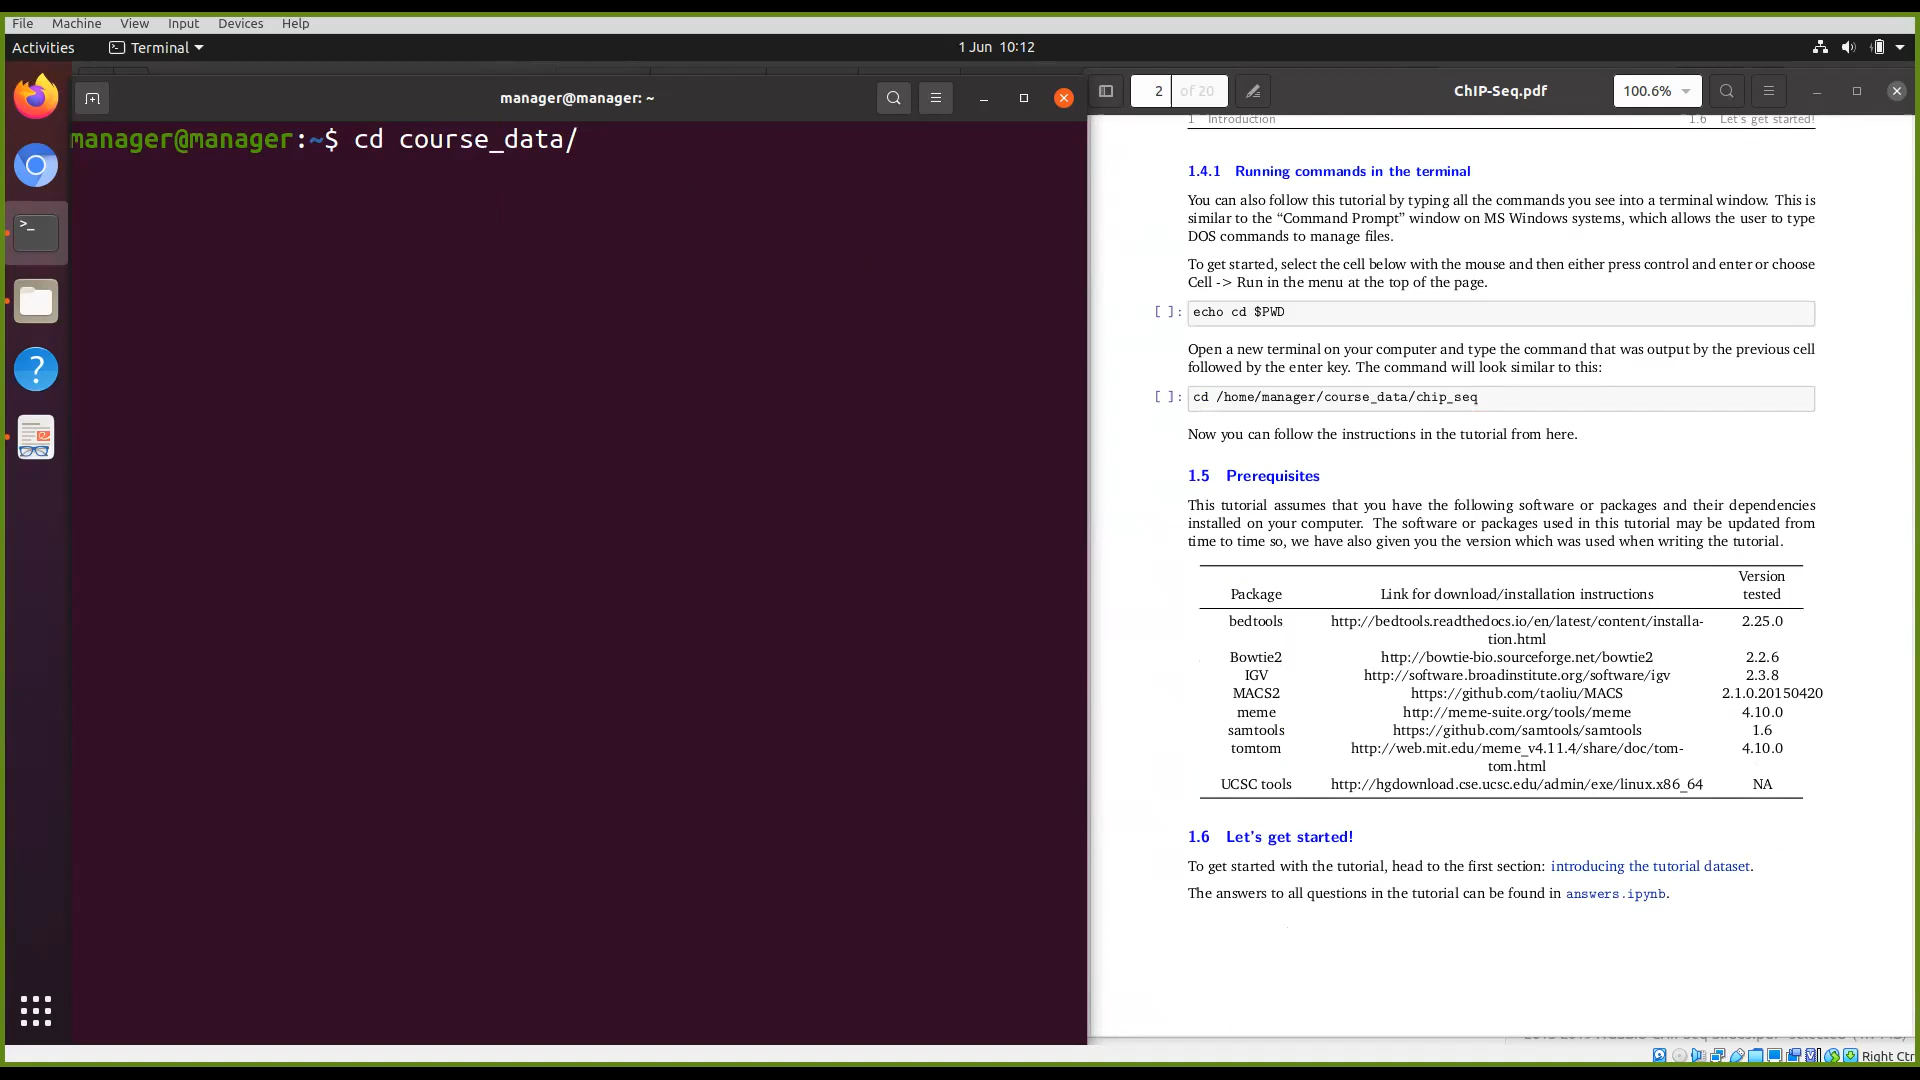 File Machine View Input Devices Help
Activities Terminal 1 Jun 10:12
manager@manager: ~
manager@manager:~$ cd course_data/
2 of 20 ChIP-Seq.pdf 100.6%
1 Introduction 1.6 Let's get started!
1.4.1 Running commands in the terminal
You can also follow this tutorial by typing all the commands you see into a terminal window. This is
similar to the “Command Prompt” window on MS Windows systems, which allows the user to type
DOS commands to manage files.
To get started, select the cell below with the mouse and then either press control and enter or choose
Cell -> Run in the menu at the top of the page.
[ ]: echo cd $PWD
Open a new terminal on your computer and type the command that was output by the previous cell
followed by the enter key. The command will look similar to this:
[ ]: cd /home/manager/course_data/chip_seq
Now you can follow the instructions in the tutorial from here.
1.5 Prerequisites
This tutorial assumes that you have the following software or packages and their dependencies
installed on your computer. The software or packages used in this tutorial may be updated from
time to time so, we have also given you the version which was used when writing the tutorial.
Version
Package Link for download/installation instructions tested
bedtools http://bedtools.readthedocs.io/en/latest/content/installa- 2.25.0
tion.html
Bowtie2 http://bowtie-bio.sourceforge.net/bowtie2 2.2.6
IGV http://software.broadinstitute.org/software/igv 2.3.8
MACS2 https://github.com/taoliu/MACS 2.1.0.20150420
meme http://meme-suite.org/tools/meme 4.10.0
samtools https://github.com/samtools/samtools 1.6
tomtom http://web.mit.edu/meme_v4.11.4/share/doc/tom- 4.10.0
tom.html
UCSC tools http://hgdownload.cse.ucsc.edu/admin/exe/linux.x86_64 NA
1.6 Let's get started!
To get started with the tutorial, head to the first section: introducing the tutorial dataset.
The answers to all questions in the tutorial can be found in answers.ipynb.
Right Ctrl